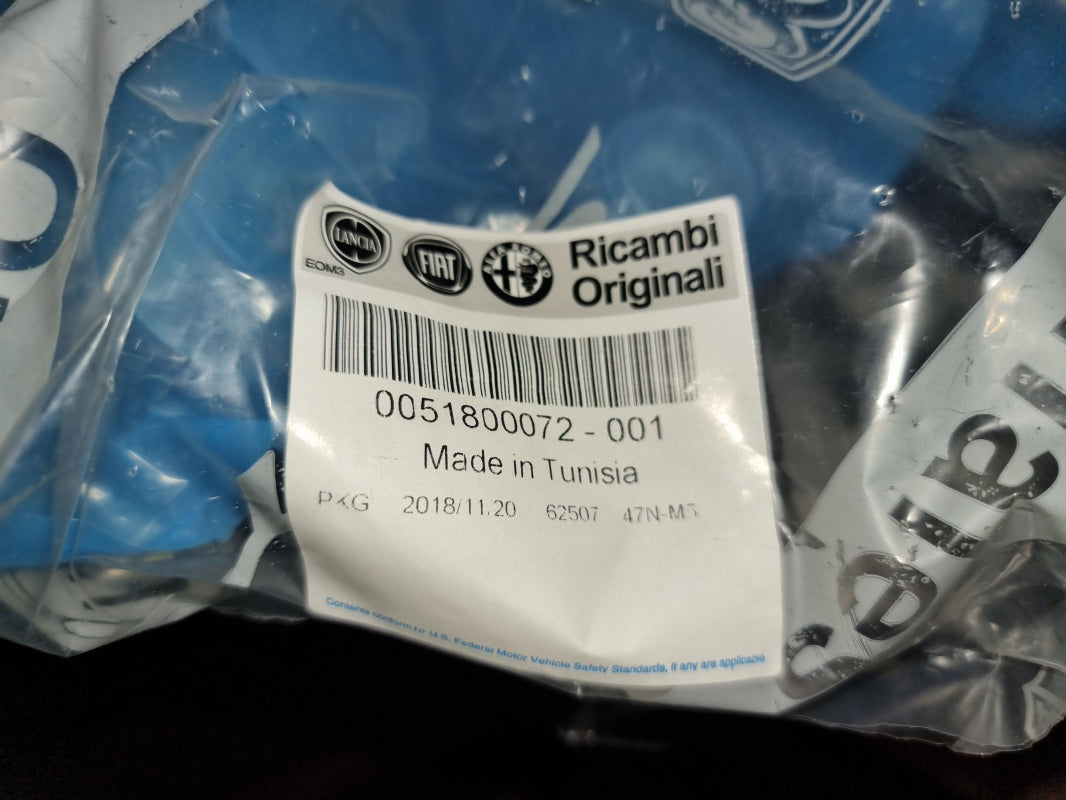 LANCIA
FIAT
ALFA ROMEO
Ricambi
Originali
EOM3
0051800072 - 001
Made in Tunisia
PKG 2018/11.20 62507 47N-M5
Contents conform to U.S. Federal Motor Vehicle Safety Standards, if any are applicable.